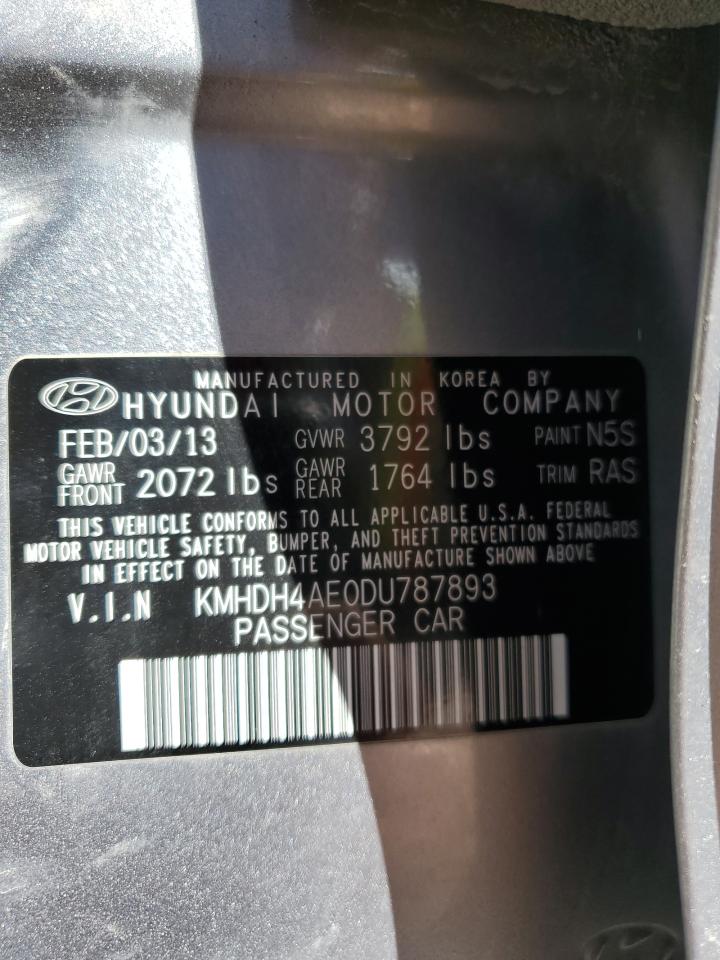 MANUFACTURED IN KOREA BY
HYUNDAI MOTOR COMPANY
FEB/03/13 GVWR 3792 lbs PAINT N5S
GAWR FRONT 2072 lbs GAWR REAR 1764 lbs TRIM RAS
THIS VEHICLE CONFORMS TO ALL APPLICABLE U.S.A. FEDERAL
MOTOR VEHICLE SAFETY, BUMPER, AND THEFT PREVENTION STANDARDS
IN EFFECT ON THE DATE OF MANUFACTURE SHOWN ABOVE
V.I.N KMHDH4AE0DU787893
PASSENGER CAR